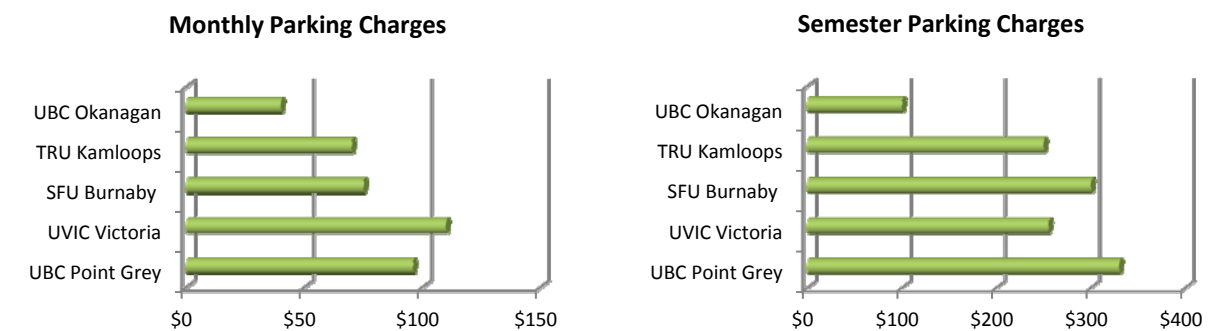 Monthly Parking Charges
UBC Okanagan
TRU Kamloops
SFU Burnaby
UVIC Victoria
UBC Point Grey
$0 $50 $100 $150
Semester Parking Charges
UBC Okanagan
TRU Kamloops
SFU Burnaby
UVIC Victoria
UBC Point Grey
$0 $100 $200 $300 $400